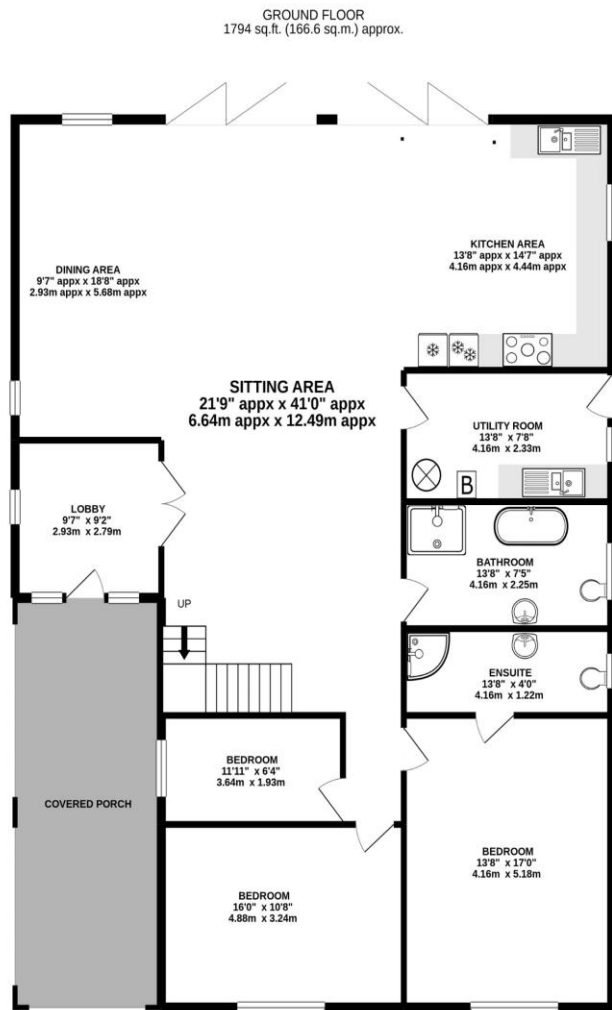 GROUND FLOOR
1794 sq.ft. (166.6 sq.m.) approx.
DINING AREA
9'7" appx x 18'8" appx
2.93m appx x 5.68m appx
KITCHEN AREA
13'8" appx x 14'7" appx
4.16m appx x 4.44m appx
SITTING AREA
21'9" appx x 41'0" appx
6.64m appx x 12.49m appx
UTILITY ROOM
13'8" x 7'8"
4.16m x 2.33m
B
LOBBY
9'7" x 9'2"
2.93m x 2.79m
BATHROOM
13'8" x 7'5"
4.16m x 2.25m
UP
ENSUITE
13'8" x 4'0"
4.16m x 1.22m
BEDROOM
11'11" x 6'4"
3.64m x 1.93m
COVERED PORCH
BEDROOM
13'8" x 17'0"
4.16m x 5.18m
BEDROOM
16'0" x 10'8"
4.88m x 3.24m